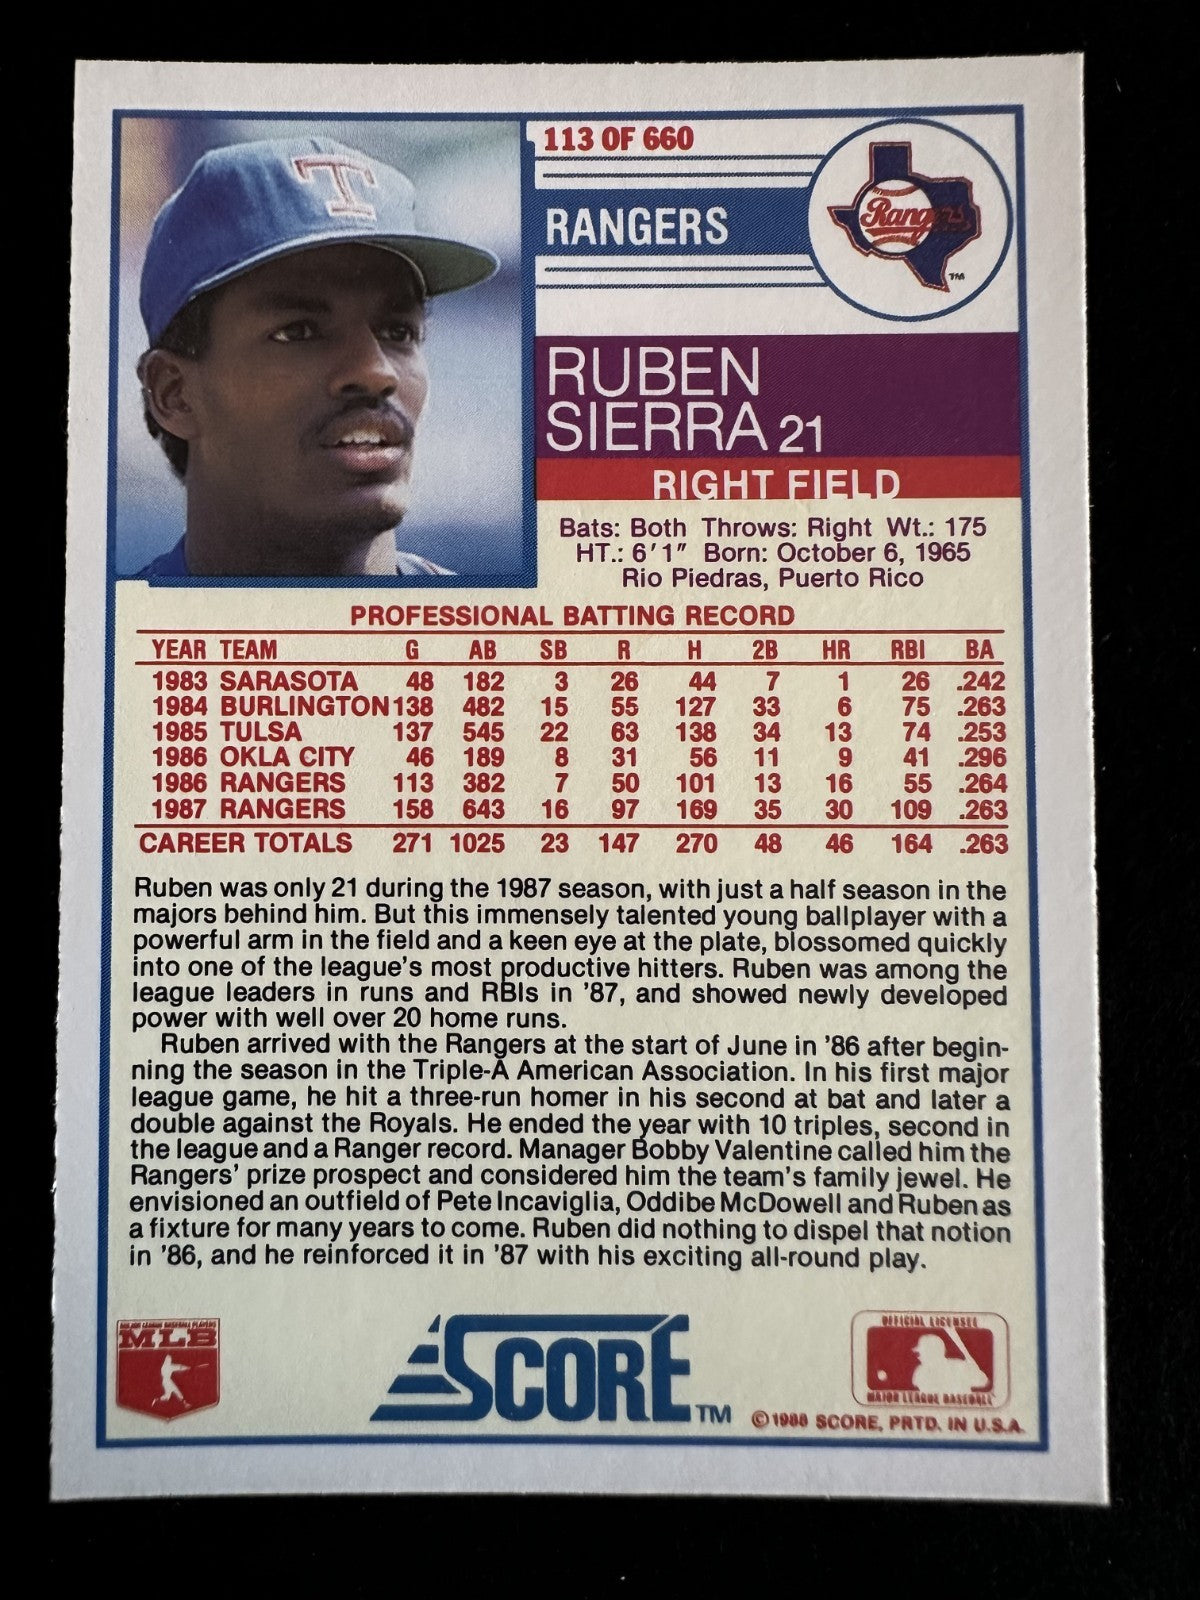 T
113 OF 660
RANGERS
Rangers
TM
RUBEN
SIERRA 21
RIGHT FIELD
Bats: Both Throws: Right Wt.: 175
HT.: 6'1" Born: October 6, 1965
Rio Piedras, Puerto Rico
PROFESSIONAL BATTING RECORD
YEAR TEAM G AB SB R H 2B HR RBI BA
1983 SARASOTA 48 182 3 26 44 7 1 26 .242
1984 BURLINGTON 138 482 15 55 127 33 6 75 .263
1985 TULSA 137 545 22 63 138 34 13 74 .253
1986 OKLA CITY 46 189 8 31 56 11 9 41 .296
1986 RANGERS 113 382 7 50 101 13 16 55 .264
1987 RANGERS 158 643 16 97 169 35 30 109 .263
CAREER TOTALS 271 1025 23 147 270 48 46 164 .263
Ruben was only 21 during the 1987 season, with just a half season in the
majors behind him. But this immensely talented young ballplayer with a
powerful arm in the field and a keen eye at the plate, blossomed quickly
into one of the league's most productive hitters. Ruben was among the
league leaders in runs and RBIs in '87, and showed newly developed
power with well over 20 home runs.
Ruben arrived with the Rangers at the start of June in '86 after begin-
ning the season in the Triple-A American Association. In his first major
league game, he hit a three-run homer in his second at bat and later a
double against the Royals. He ended the year with 10 triples, second in
the league and a Ranger record. Manager Bobby Valentine called him the
Rangers' prize prospect and considered him the team's family jewel. He
envisioned an outfield of Pete Incaviglia, Oddibe McDowell and Ruben as
a fixture for many years to come. Ruben did nothing to dispel that notion
in '86, and he reinforced it in '87 with his exciting all-round play.
MAJOR LEAGUE BASEBALL PLAYERS
MLB
SCORE TM
OFFICIAL LICENSEE
MAJOR LEAGUE BASEBALL
©1988 SCORE, PRTD. IN U.S.A.